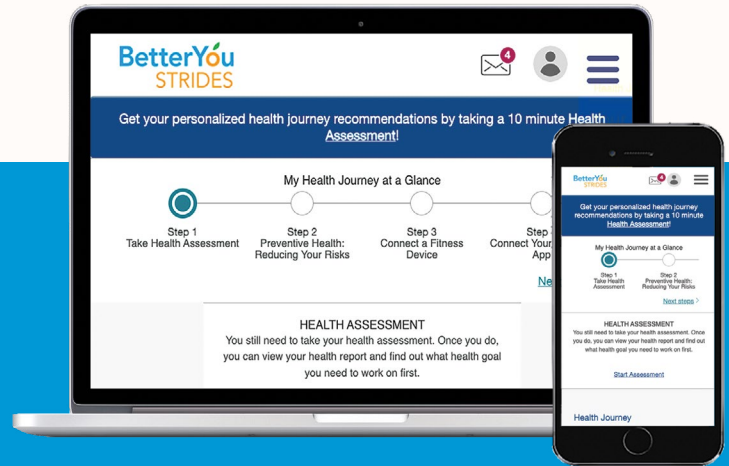 BetterYou
STRIDES
4
Get your personalized health journey recommendations by taking a 10 minute Health
Assessment!
My Health Journey at a Glance
Step 1
Take Health Assessment
Step 2
Preventive Health:
Reducing Your Risks
Step 3
Connect a Fitness
Device
Step
Connect Your
App
Ne
HEALTH ASSESSMENT
You still need to take your health assessment. Once you do,
you can view your health report and find out what health goal
you need to work on first.
BetterYou
STRIDES
4
Get your personalized health journey
recommendations by taking a 10 minute
Health Assessment!
My Health Journey at a Glance
Step 1
Take Health
Assessment
Step 2
Preventive Health:
Reducing Your Risks
Next steps >
HEALTH ASSESSMENT
You still need to take your health assessment. Once
you do, you can view your health report and find out
what health goal you need to work on first.
Start Assessment
Health Journey